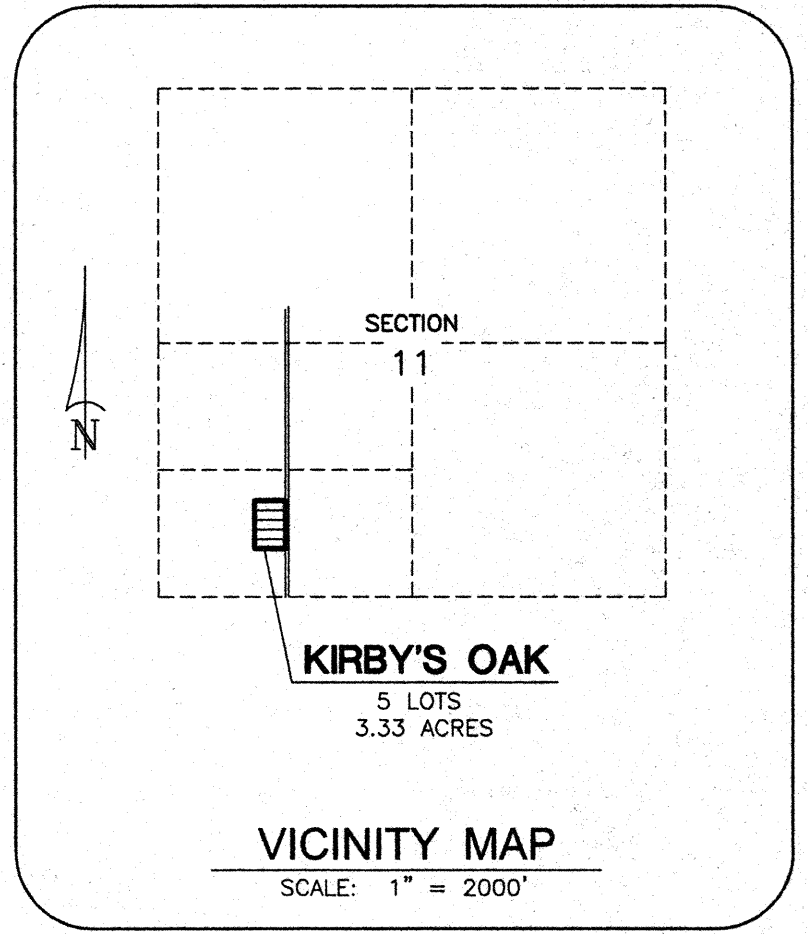 SECTION
11
N
KIRBY'S OAK
5 LOTS
3.33 ACRES
VICINITY MAP
SCALE: 1" = 2000'